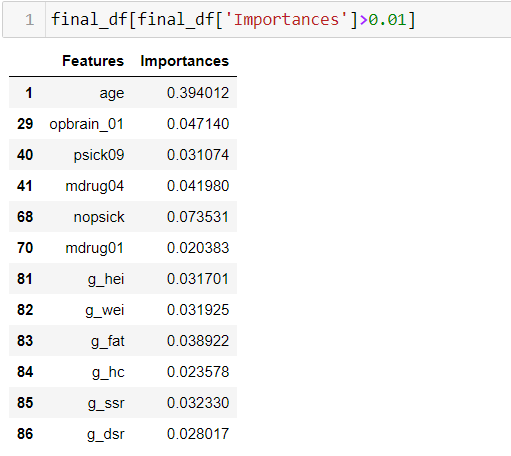 1 final_df[final_df['Importances']>0.01]
Features Importances
1 age 0.394012
29 opbrain_01 0.047140
40 psick09 0.031074
41 mdrug04 0.041980
68 nopsick 0.073531
70 mdrug01 0.020383
81 g_hei 0.031701
82 g_wei 0.031925
83 g_fat 0.038922
84 g_hc 0.023578
85 g_ssr 0.032330
86 g_dsr 0.028017